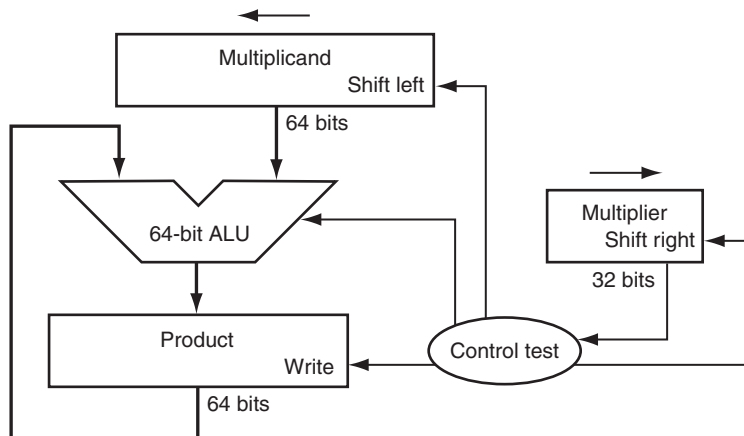 Multiplicand
Shift left
64 bits
64-bit ALU
Multiplier
Shift right
32 bits
Product
Write
Control test
64 bits